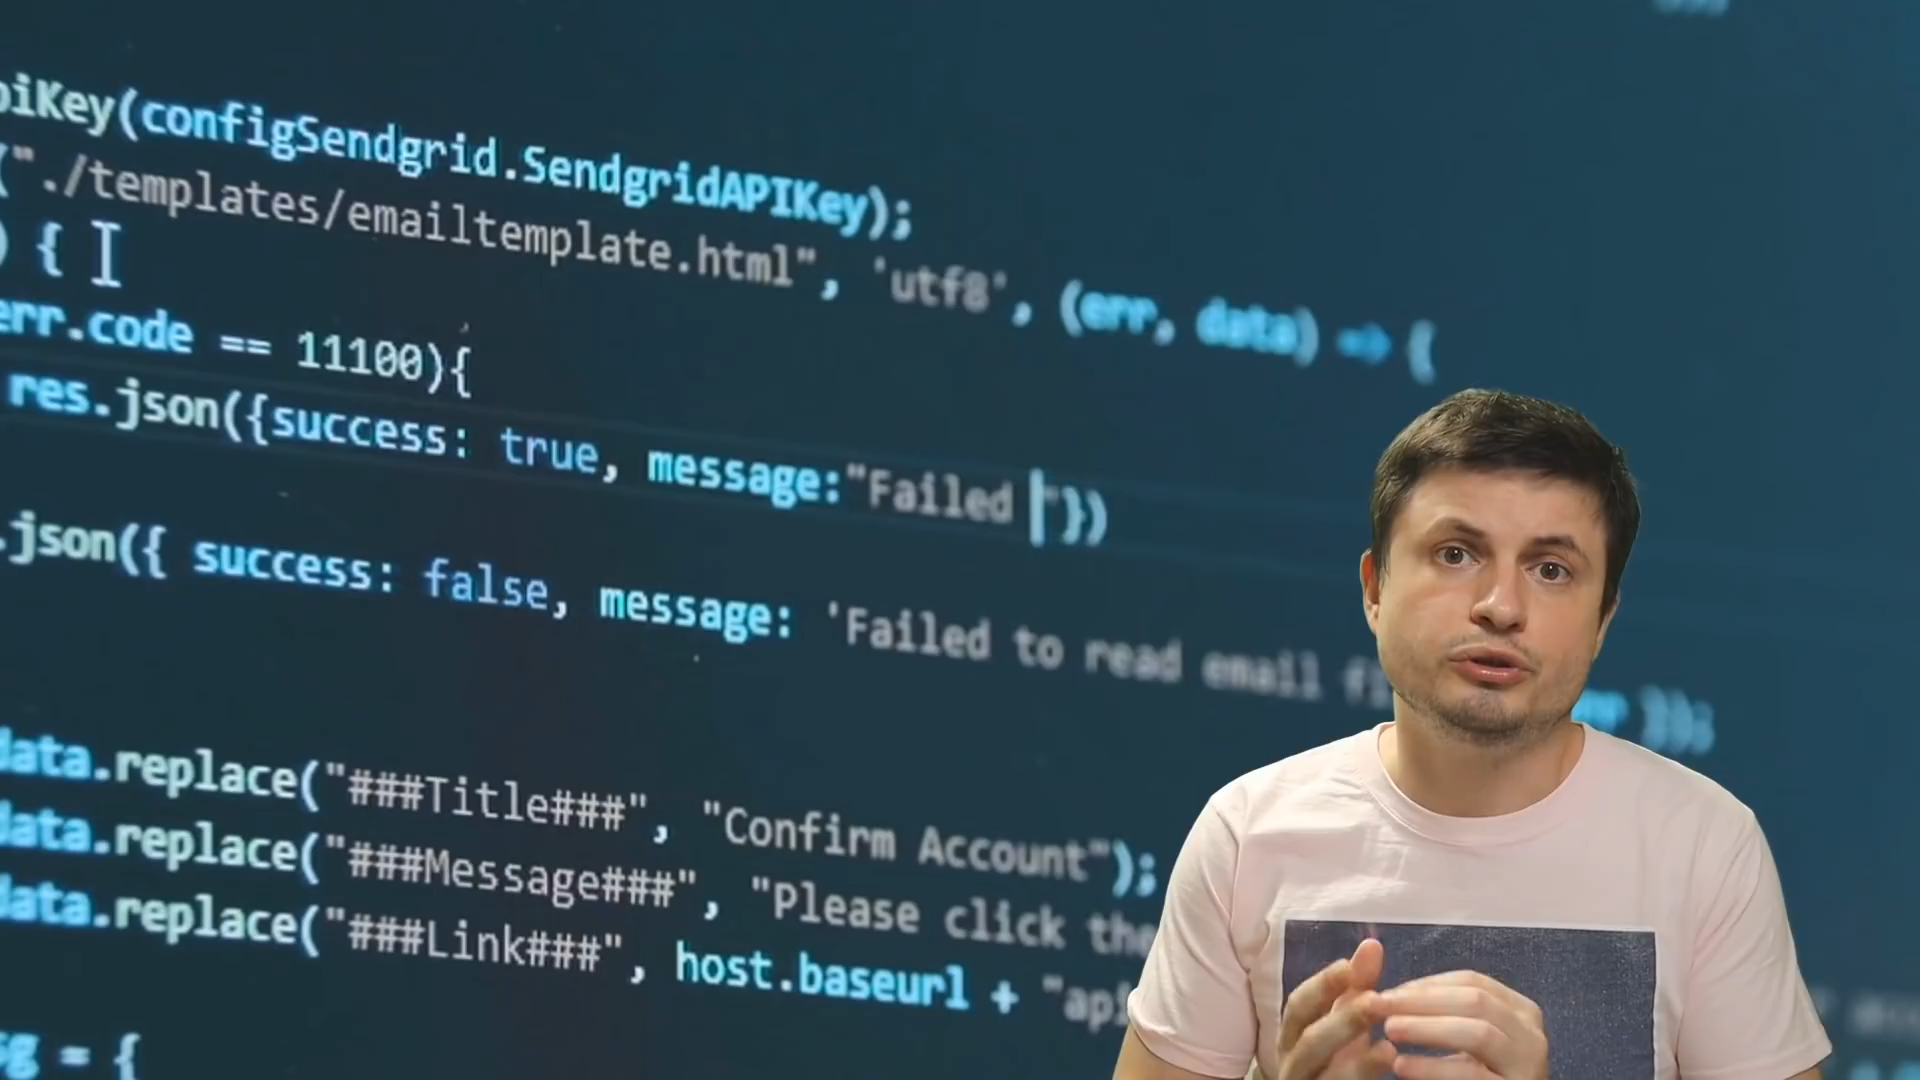 piKey(configSendgrid.SendgridAPIKey);
("./templates/emailtemplate.html", 'utf8', (err, data) => {
) {
err.code == 11100){
res.json({success: true, message:"Failed "})
.json({ success: false, message: 'Failed to read email });
data.replace("###Title###", "Confirm Account");
data.replace("###Message###", "Please click the
data.replace("###Link###", host.baseurl + "api
sg = {